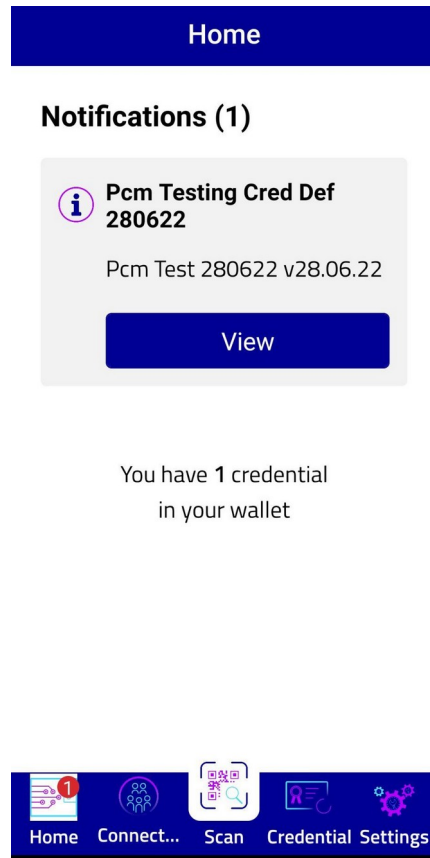 Home
Notifications (1)
Pcm Testing Cred Def
280622
Pcm Test 280622 v28.06.22
View
You have 1 credential
in your wallet
1
Home Connect... Scan Credential Settings